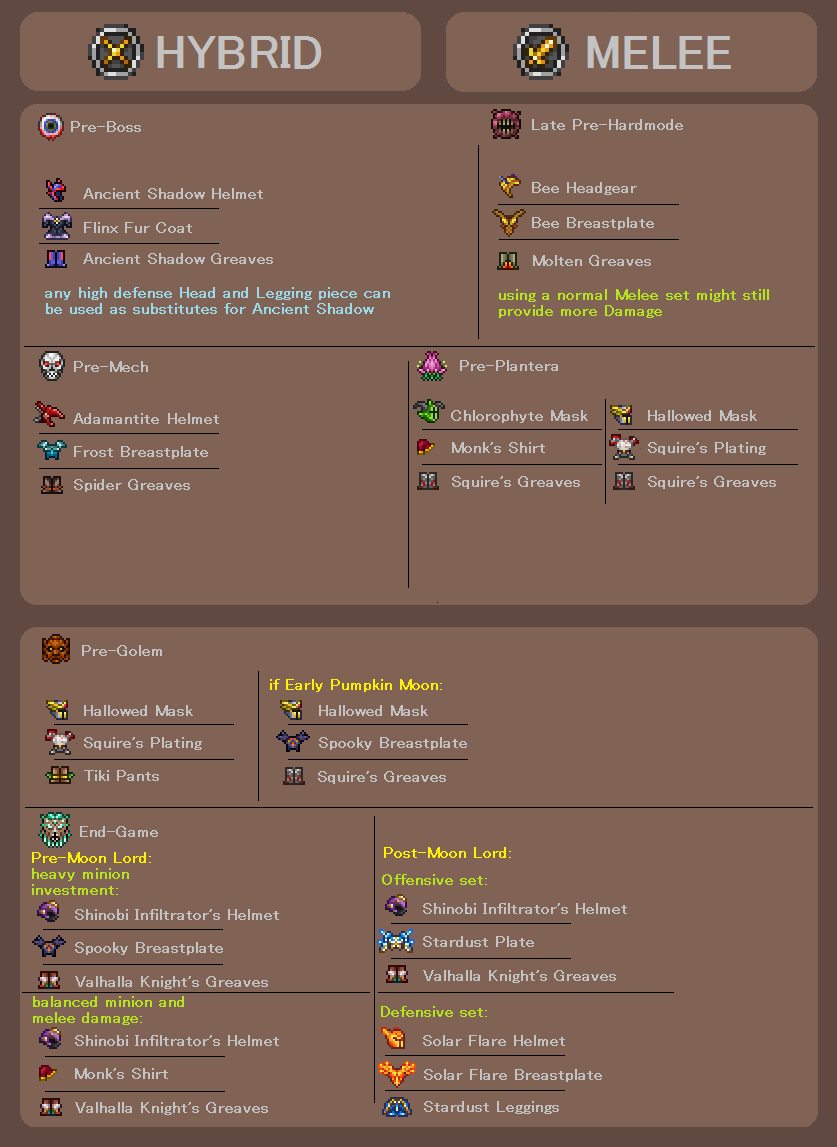 HYBRID
MELEE
Pre-Boss
Ancient Shadow Helmet
Flinx Fur Coat
Ancient Shadow Greaves
any high defense Head and Legging piece can
be used as substitutes for Ancient Shadow
Late Pre-Hardmode
Bee Headgear
Bee Breastplate
Molten Greaves
using a normal Melee set might still
provide more Damage
Pre-Mech
Adamantite Helmet
Frost Breastplate
Spider Greaves
Pre-Plantera
Chlorophyte Mask
Monk's Shirt
Squire's Greaves
Hallowed Mask
Squire's Plating
Squire's Greaves
Pre-Golem
Hallowed Mask
Squire's Plating
Tiki Pants
if Early Pumpkin Moon:
Hallowed Mask
Spooky Breastplate
Squire's Greaves
End-Game
Pre-Moon Lord:
heavy minion
investment:
Shinobi Infiltrator's Helmet
Spooky Breastplate
Valhalla Knight's Greaves
balanced minion and
melee damage:
Shinobi Infiltrator's Helmet
Monk's Shirt
Valhalla Knight's Greaves
Post-Moon Lord:
Offensive set:
Shinobi Infiltrator's Helmet
Stardust Plate
Valhalla Knight's Greaves
Defensive set:
Solar Flare Helmet
Solar Flare Breastplate
Stardust Leggings